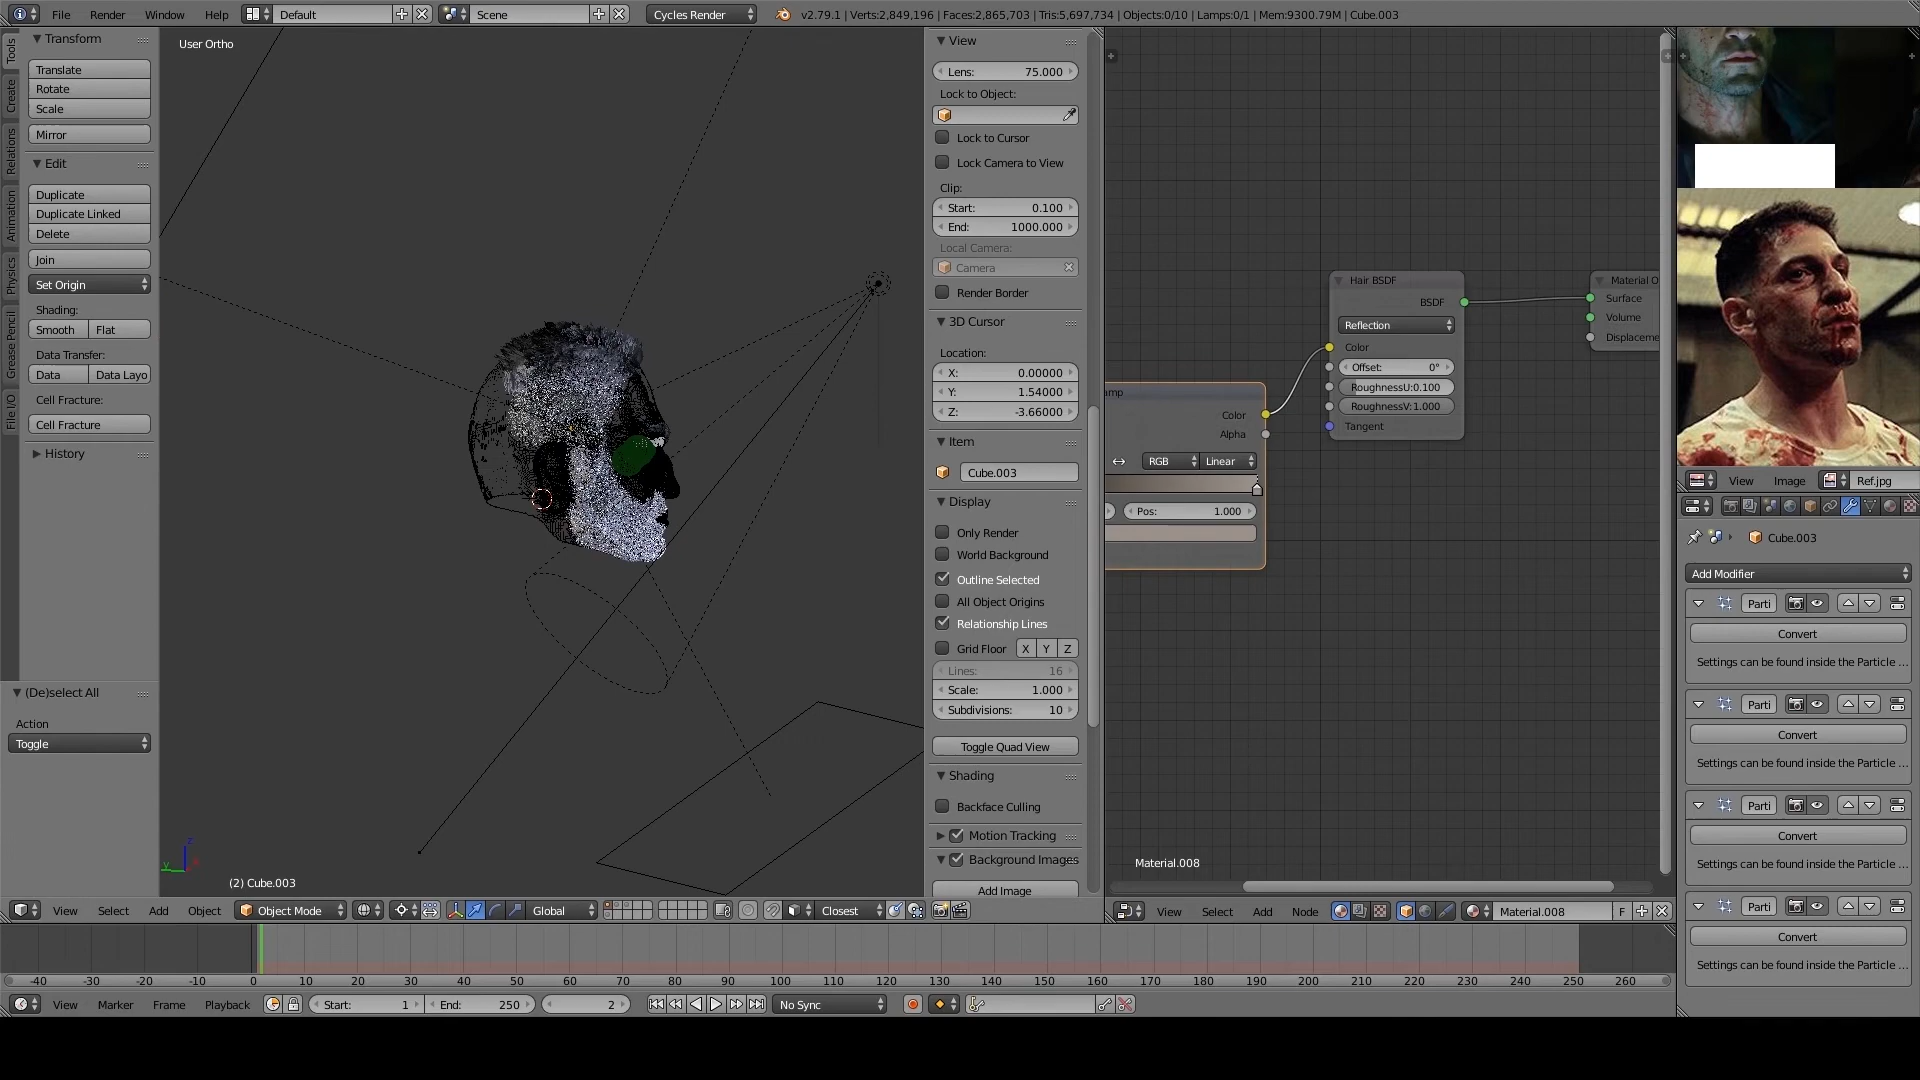 File Render Window Help Default Scene Cycles Render v2.79.1 | Verts:2,849,196 | Faces:2,865,703 | Tris:5,697,734 | Objects:0/10 | Lamps:0/1 | Mem:9300.79M | Cube.003
Tools
Create
Relations
Animation
Physics
Grease Pencil
File I/O
Transform
Translate
Rotate
Scale
Mirror
Edit
Duplicate
Duplicate Linked
Delete
Join
Set Origin
Shading:
Smooth Flat
Data Transfer:
Data Data Layo
Cell Fracture:
Cell Fracture
History
(De)select All
Action
Toggle
User Ortho
z
y
(2) Cube.003
View
Lens: 75.000
Lock to Object:
Lock to Cursor
Lock Camera to View
Clip:
Start: 0.100
End: 1000.000
Local Camera:
Camera
Render Border
3D Cursor
Location:
X: 0.00000
Y: 1.54000
Z: -3.66000
Item
Cube.003
Display
Only Render
World Background
Outline Selected
All Object Origins
Relationship Lines
Grid Floor X Y Z
Lines: 16
Scale: 1.000
Subdivisions: 10
Toggle Quad View
Shading
Backface Culling
Motion Tracking
Background Images
Add Image
amp
Color
Alpha
RGB Linear
Pos: 1.000
Hair BSDF
BSDF
Reflection
Color
Offset: 0°
RoughnessU:0.100
RoughnessV:1.000
Tangent
Material O
Surface
Volume
Displaceme
Material.008
View Image Ref.jpg
Cube.003
Add Modifier
Parti
Convert
Settings can be found inside the Particle ...
Parti
Convert
Settings can be found inside the Particle ...
Parti
Convert
Settings can be found inside the Particle ...
Parti
Convert
Settings can be found inside the Particle ...
View Select Add Object Object Mode Global Closest
View Select Add Node Material.008 F
-40 -30 -20 -10 0 10 20 30 40 50 60 70 80 90 100 110 120 130 140 150 160 170 180 190 200 210 220 230 240 250 260
View Marker Frame Playback Start: 1 End: 250 2 No Sync